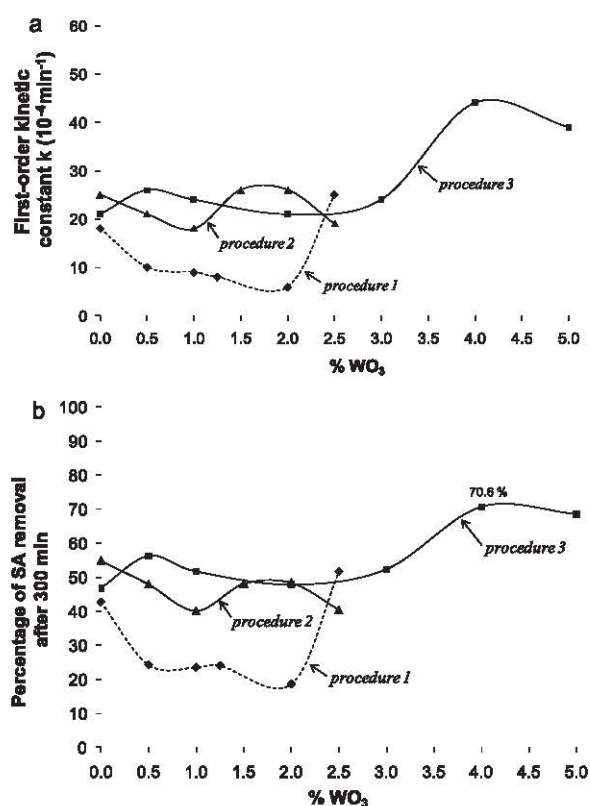 a
First-order kinetic
constant k (10⁻⁴min⁻¹)
60
50
40
30
20
10
0
procedure 3
procedure 2
procedure 1
0.0 0.5 1.0 1.5 2.0 2.5 3.0 3.5 4.0 4.5 5.0
% WO₃
b
Percentage of SA removal
after 300 min
100
90
80
70
60
50
40
30
20
10
0
70.6 %
procedure 3
procedure 2
procedure 1
0.0 0.5 1.0 1.5 2.0 2.5 3.0 3.5 4.0 4.5 5.0
% WO₃